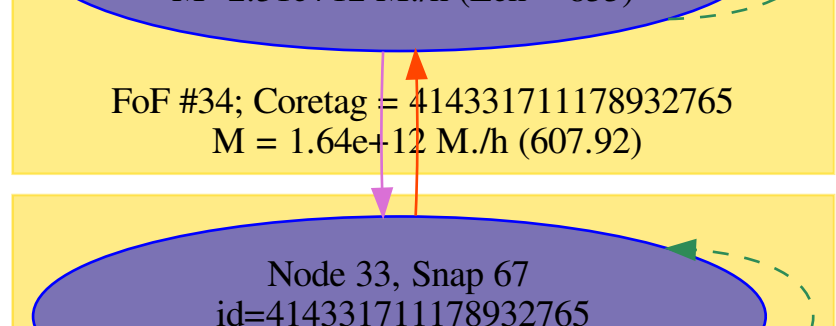 FoF #34; Coretag = 414331711178932765
M = 1.64e+12 M./h (607.92)
Node 33, Snap 67
id=414331711178932765